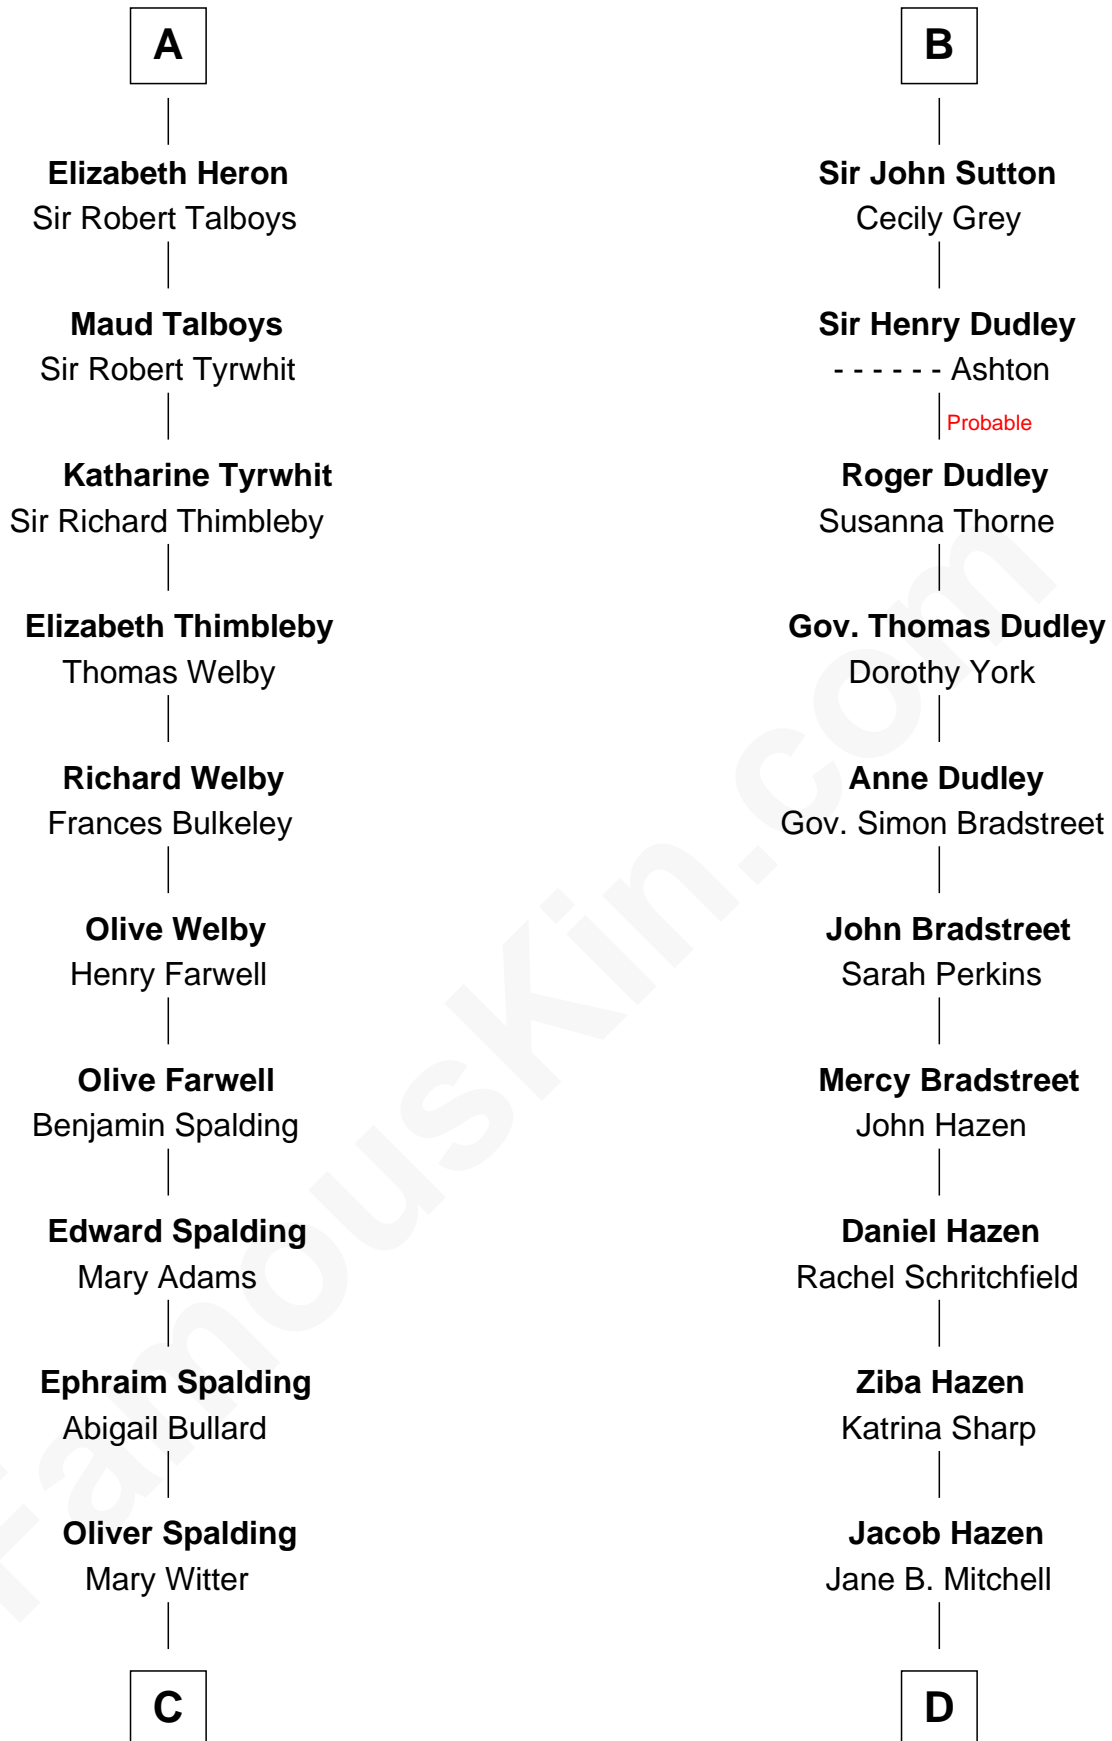 A
Elizabeth Heron
Sir Robert Talboys
Maud Talboys
Sir Robert Tyrwhit
Katharine Tyrwhit
Sir Richard Thimbleby
Elizabeth Thimbleby
Thomas Welby
Richard Welby
Frances Bulkeley
Olive Welby
Henry Farwell
Olive Farwell
Benjamin Spalding
Edward Spalding
Mary Adams
Ephraim Spalding
Abigail Bullard
Oliver Spalding
Mary Witter
C
B
Sir John Sutton
Cecily Grey
Sir Henry Dudley
- - - - - - Ashton
Probable
Roger Dudley
Susanna Thorne
Gov. Thomas Dudley
Dorothy York
Anne Dudley
Gov. Simon Bradstreet
John Bradstreet
Sarah Perkins
Mercy Bradstreet
John Hazen
Daniel Hazen
Rachel Schritchfield
Ziba Hazen
Katrina Sharp
Jacob Hazen
Jane B. Mitchell
D
FamousKin.com